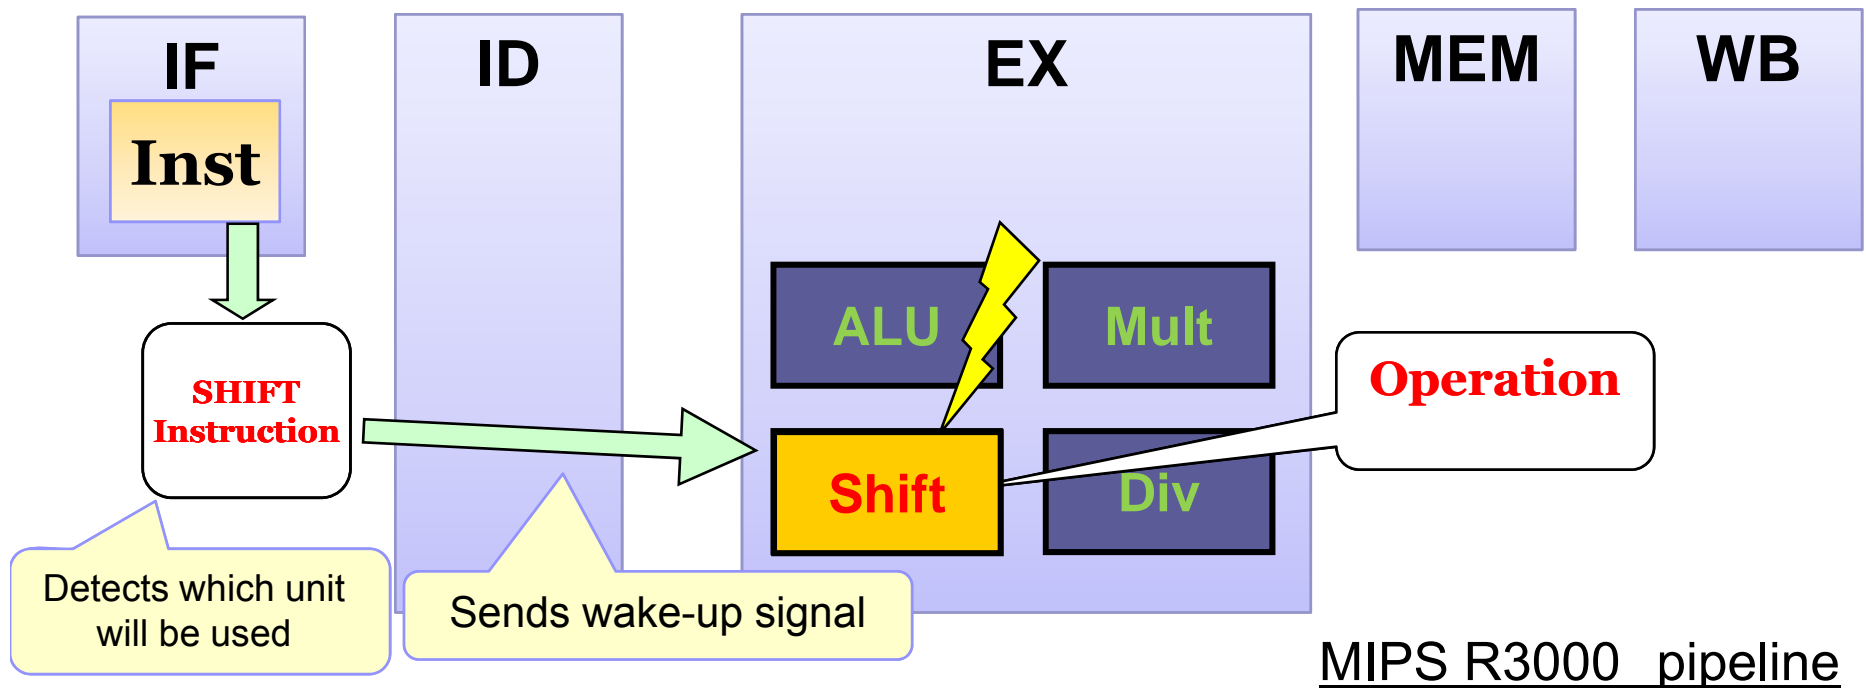 IF
ID
EX
MEM
WB
Inst
ALU
Mult
SHIFT
Instruction
Operation
Shift
Div
Detects which unit
will be used
Sends wake-up signal
MIPS R3000 pipeline